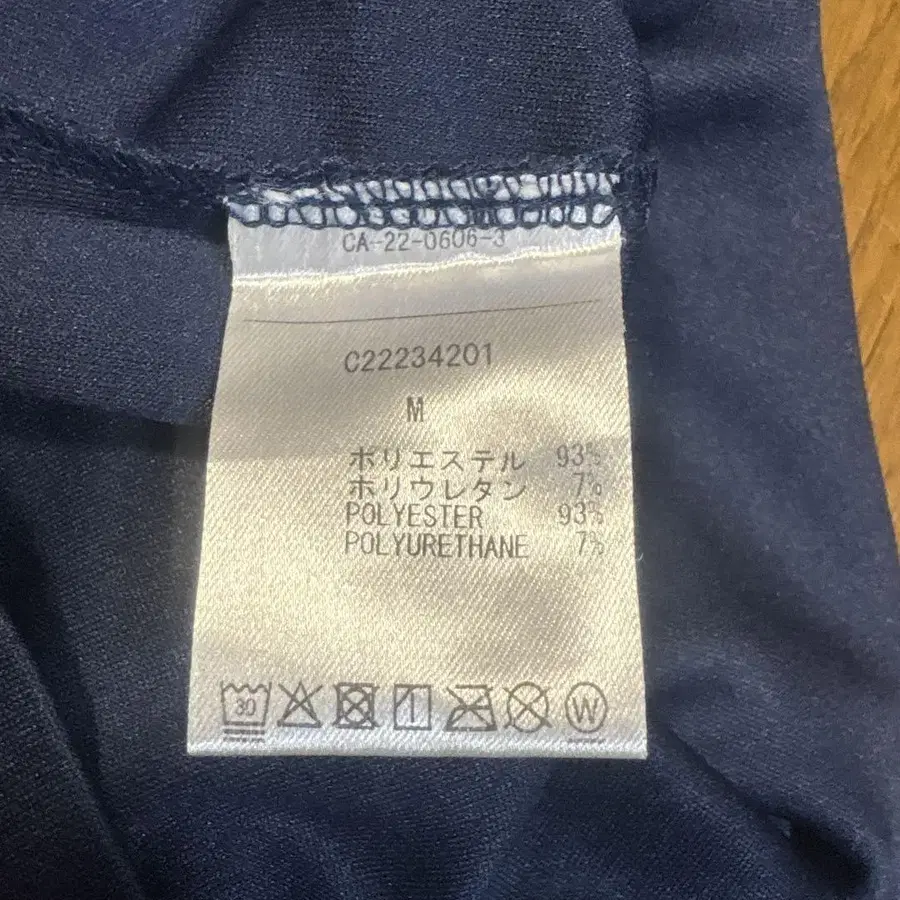 CA-22-0606-3
C22234201
M
ポリエステル 93%
ポリウレタン 7%
POLYESTER 93%
POLYURETHANE 7%
30
W